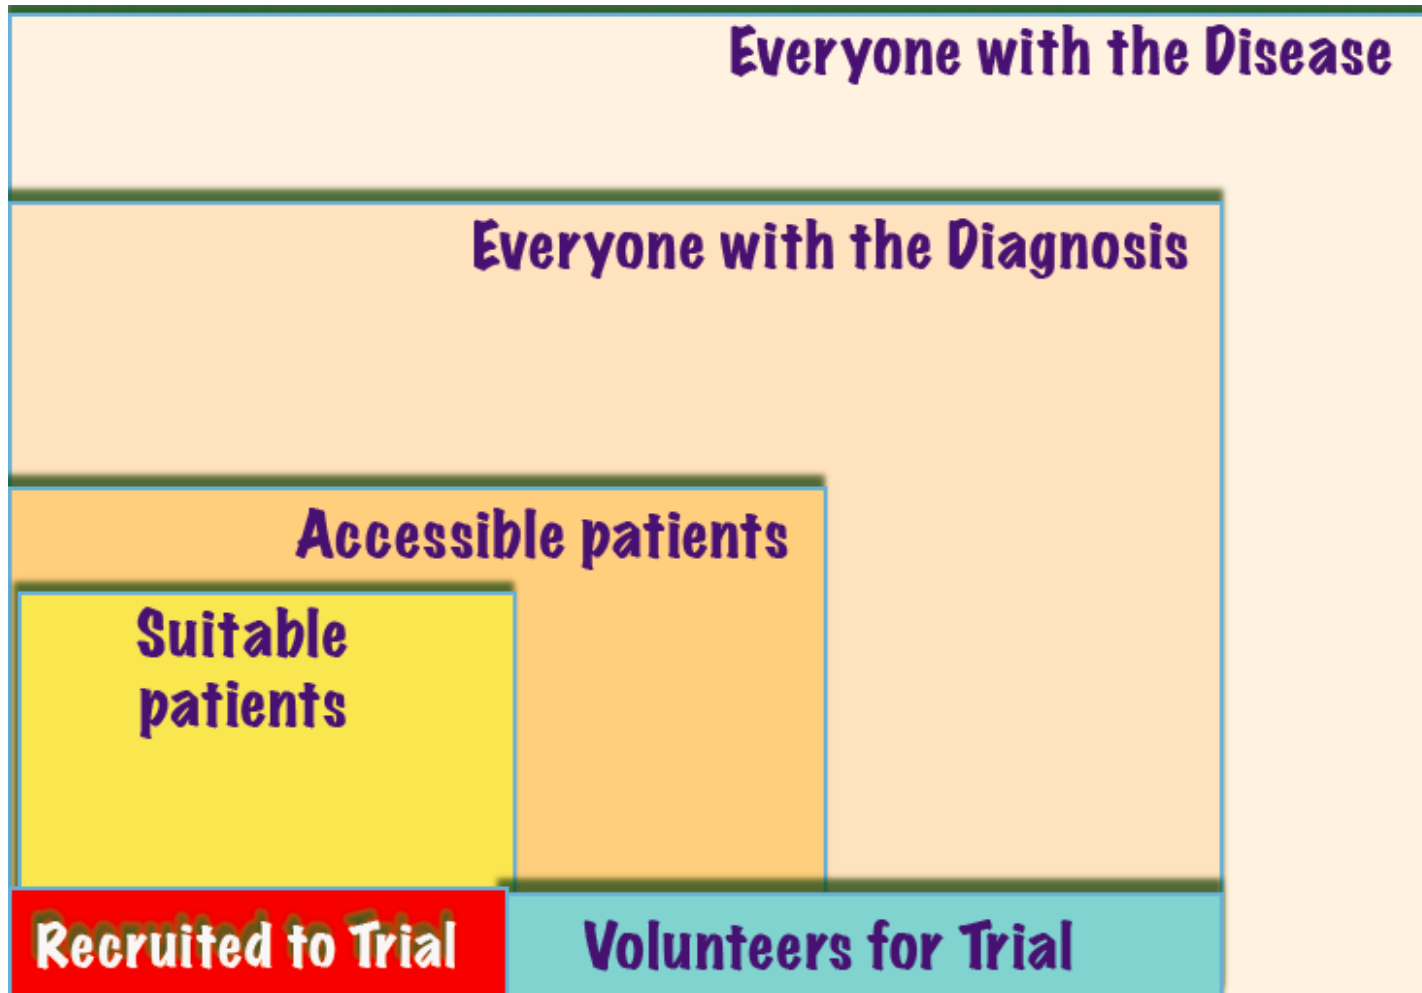 Everyone with the Disease
Everyone with the Diagnosis
Accessible patients
Suitable
patients
Recruited to Trial
Volunteers for Trial